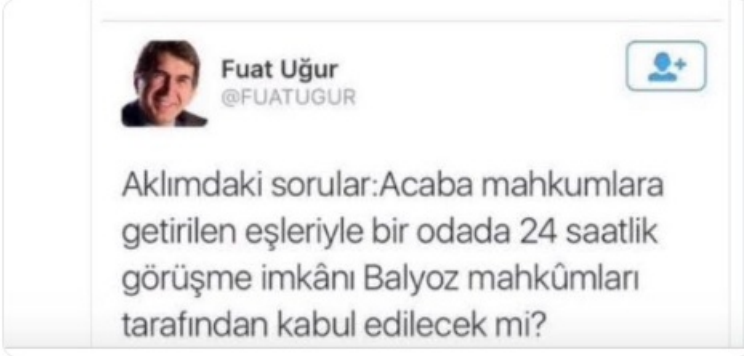 Fuat Uğur
@FUATUGUR
Aklımdaki sorular:Acaba mahkumlara
getirilen eşleriyle bir odada 24 saatlik
görüşme imkânı Balyoz mahkûmları
tarafından kabul edilecek mi?